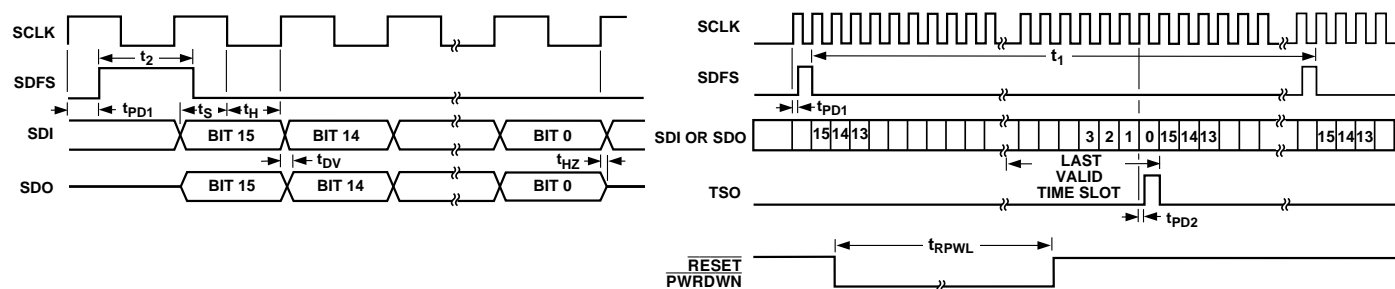 SCLK
t2
SDFS
tPD1
tS
tH
SDI
BIT 15
BIT 14
BIT 0
tDV
tHZ
SDO
BIT 15
BIT 14
BIT 0
SCLK
t1
SDFS
tPD1
SDI OR SDO
15 14 13
3 2 1 0 15 14 13
15 14 13
LAST
VALID
TIME SLOT
TSO
tPD2
tRPWL
RESET
PWRDWN